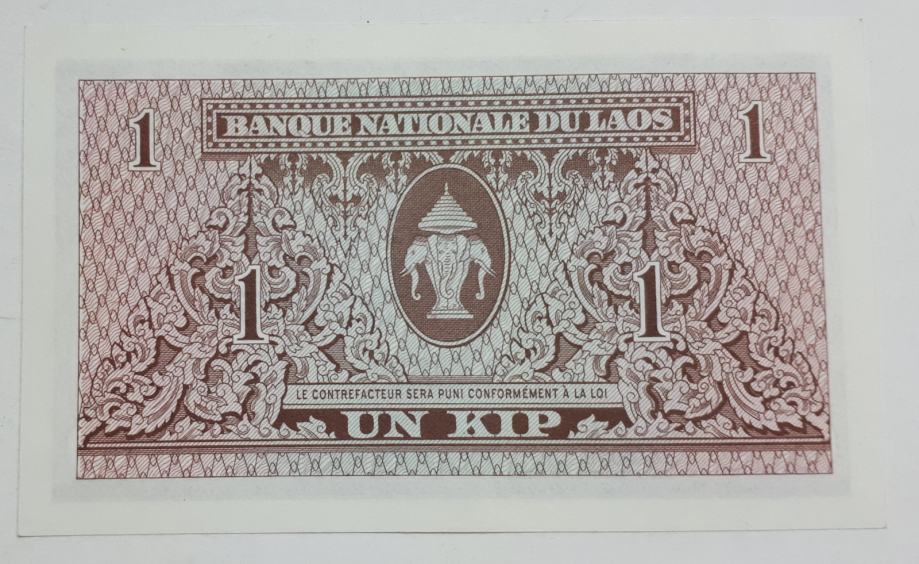 BANQUE NATIONALE DU LAOS
1
1
1
1
LE CONTREFACTEUR SERA PUNI CONFORMÉMENT À LA LOI
UN KIP